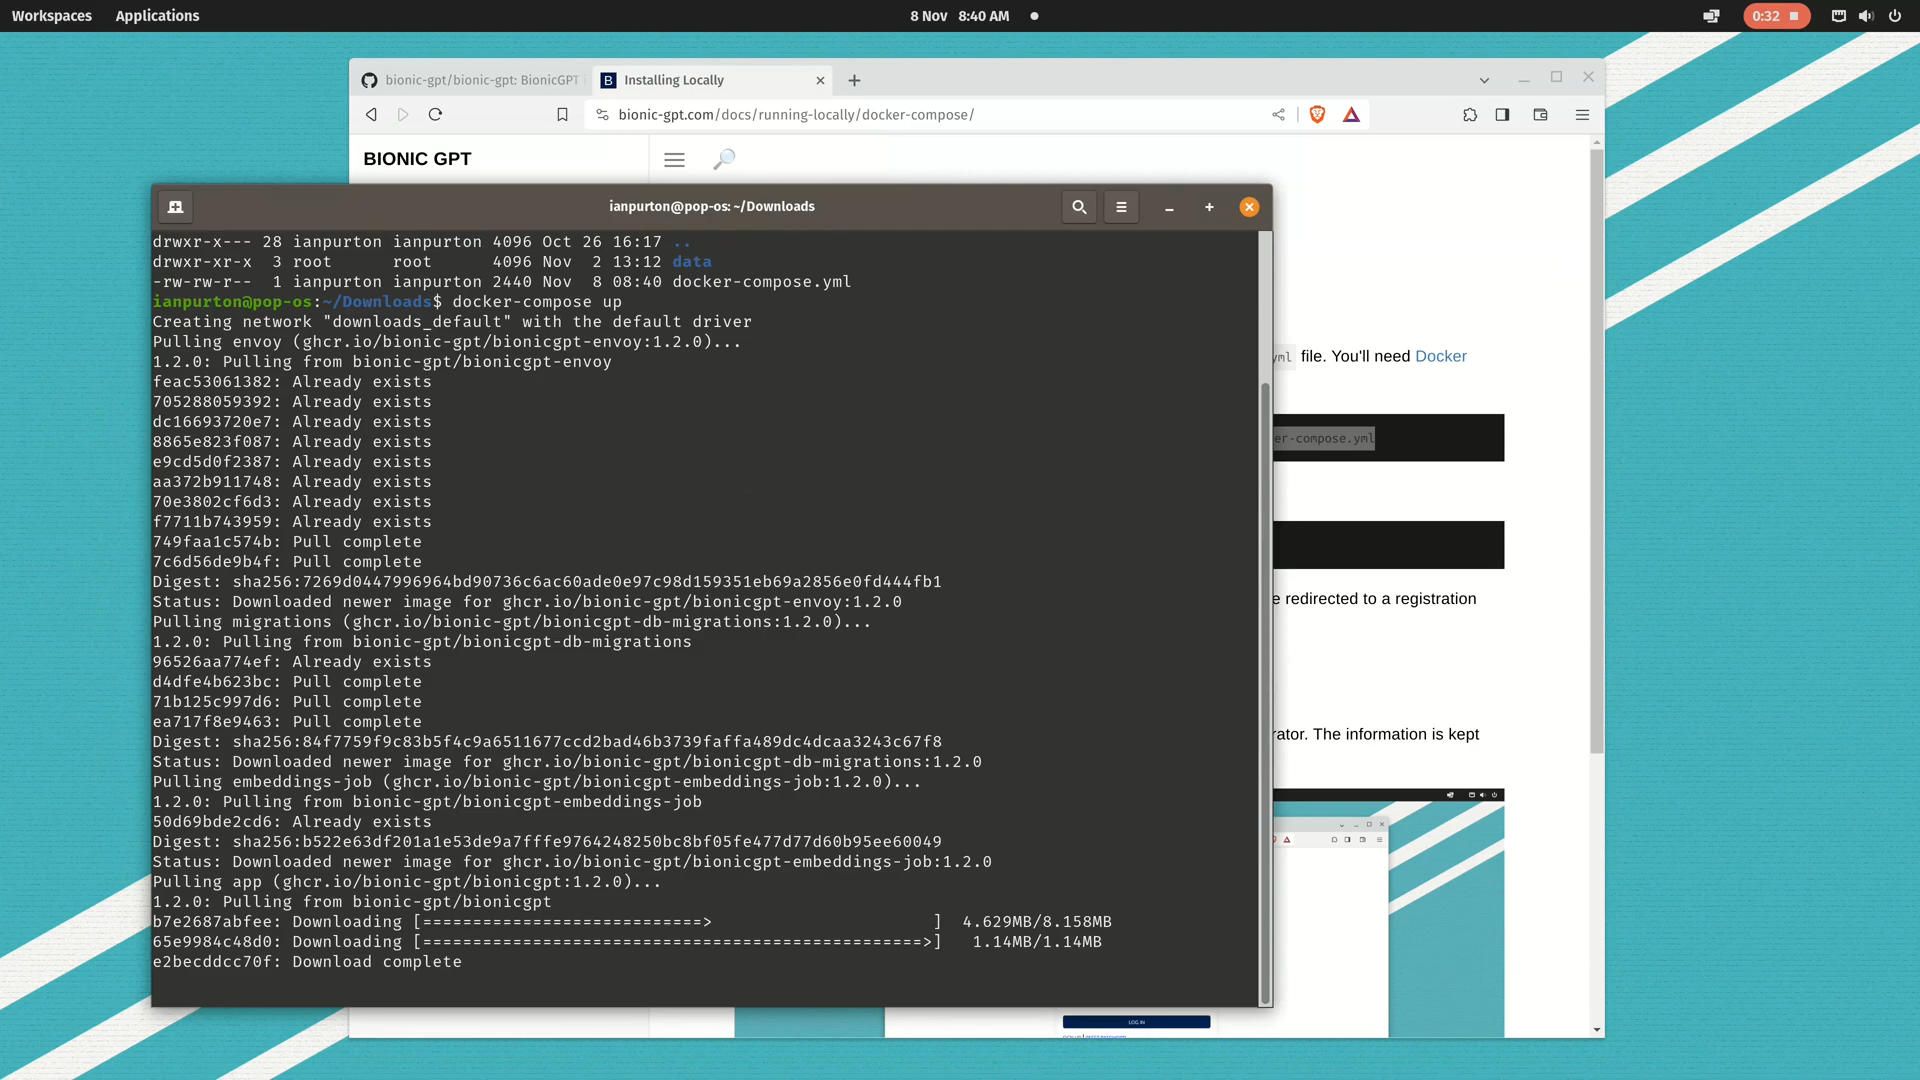 Workspaces Applications 8 Nov 8:40 AM 0:32
bionic-gpt/bionic-gpt: BionicGPT Installing Locally
bionic-gpt.com/docs/running-locally/docker-compose/
BIONIC GPT
ianpurton@pop-os: ~/Downloads
drwxr-x--- 28 ianpurton ianpurton 4096 Oct 26 16:17 ..
drwxr-xr-x  3 root      root      4096 Nov  2 13:12 data
-rw-rw-r--  1 ianpurton ianpurton 2440 Nov  8 08:40 docker-compose.yml
ianpurton@pop-os:~/Downloads$ docker-compose up
Creating network "downloads_default" with the default driver
Pulling envoy (ghcr.io/bionic-gpt/bionicgpt-envoy:1.2.0)...
1.2.0: Pulling from bionic-gpt/bionicgpt-envoy
feac53061382: Already exists
705288059392: Already exists
dc16693720e7: Already exists
8865e823f087: Already exists
e9cd5d0f2387: Already exists
aa372b911748: Already exists
70e3802cf6d3: Already exists
f7711b743959: Already exists
749faa1c574b: Pull complete
7c6d56de9b4f: Pull complete
Digest: sha256:7269d0447996964bd90736c6ac60ade0e97c98d159351eb69a2856e0fd444fb1
Status: Downloaded newer image for ghcr.io/bionic-gpt/bionicgpt-envoy:1.2.0
Pulling migrations (ghcr.io/bionic-gpt/bionicgpt-db-migrations:1.2.0)...
1.2.0: Pulling from bionic-gpt/bionicgpt-db-migrations
96526aa774ef: Already exists
d4dfe4b623bc: Pull complete
71b125c997d6: Pull complete
ea717f8e9463: Pull complete
Digest: sha256:84f7759f9c83b5f4c9a6511677ccd2bad46b3739faffa489dc4dcaa3243c67f8
Status: Downloaded newer image for ghcr.io/bionic-gpt/bionicgpt-db-migrations:1.2.0
Pulling embeddings-job (ghcr.io/bionic-gpt/bionicgpt-embeddings-job:1.2.0)...
1.2.0: Pulling from bionic-gpt/bionicgpt-embeddings-job
50d69bde2cd6: Already exists
Digest: sha256:b522e63df201a1e53de9a7fffe9764248250bc8bf05fe477d77d60b95ee60049
Status: Downloaded newer image for ghcr.io/bionic-gpt/bionicgpt-embeddings-job:1.2.0
Pulling app (ghcr.io/bionic-gpt/bionicgpt:1.2.0)...
1.2.0: Pulling from bionic-gpt/bionicgpt
b7e2687abfee: Downloading [============================>                      ]  4.629MB/8.158MB
65e9984c48d0: Downloading [==================================================>]   1.14MB/1.14MB
e2becddcc70f: Download complete
yml file. You'll need Docker
er-compose.yml
e redirected to a registration
rator. The information is kept
LOG IN